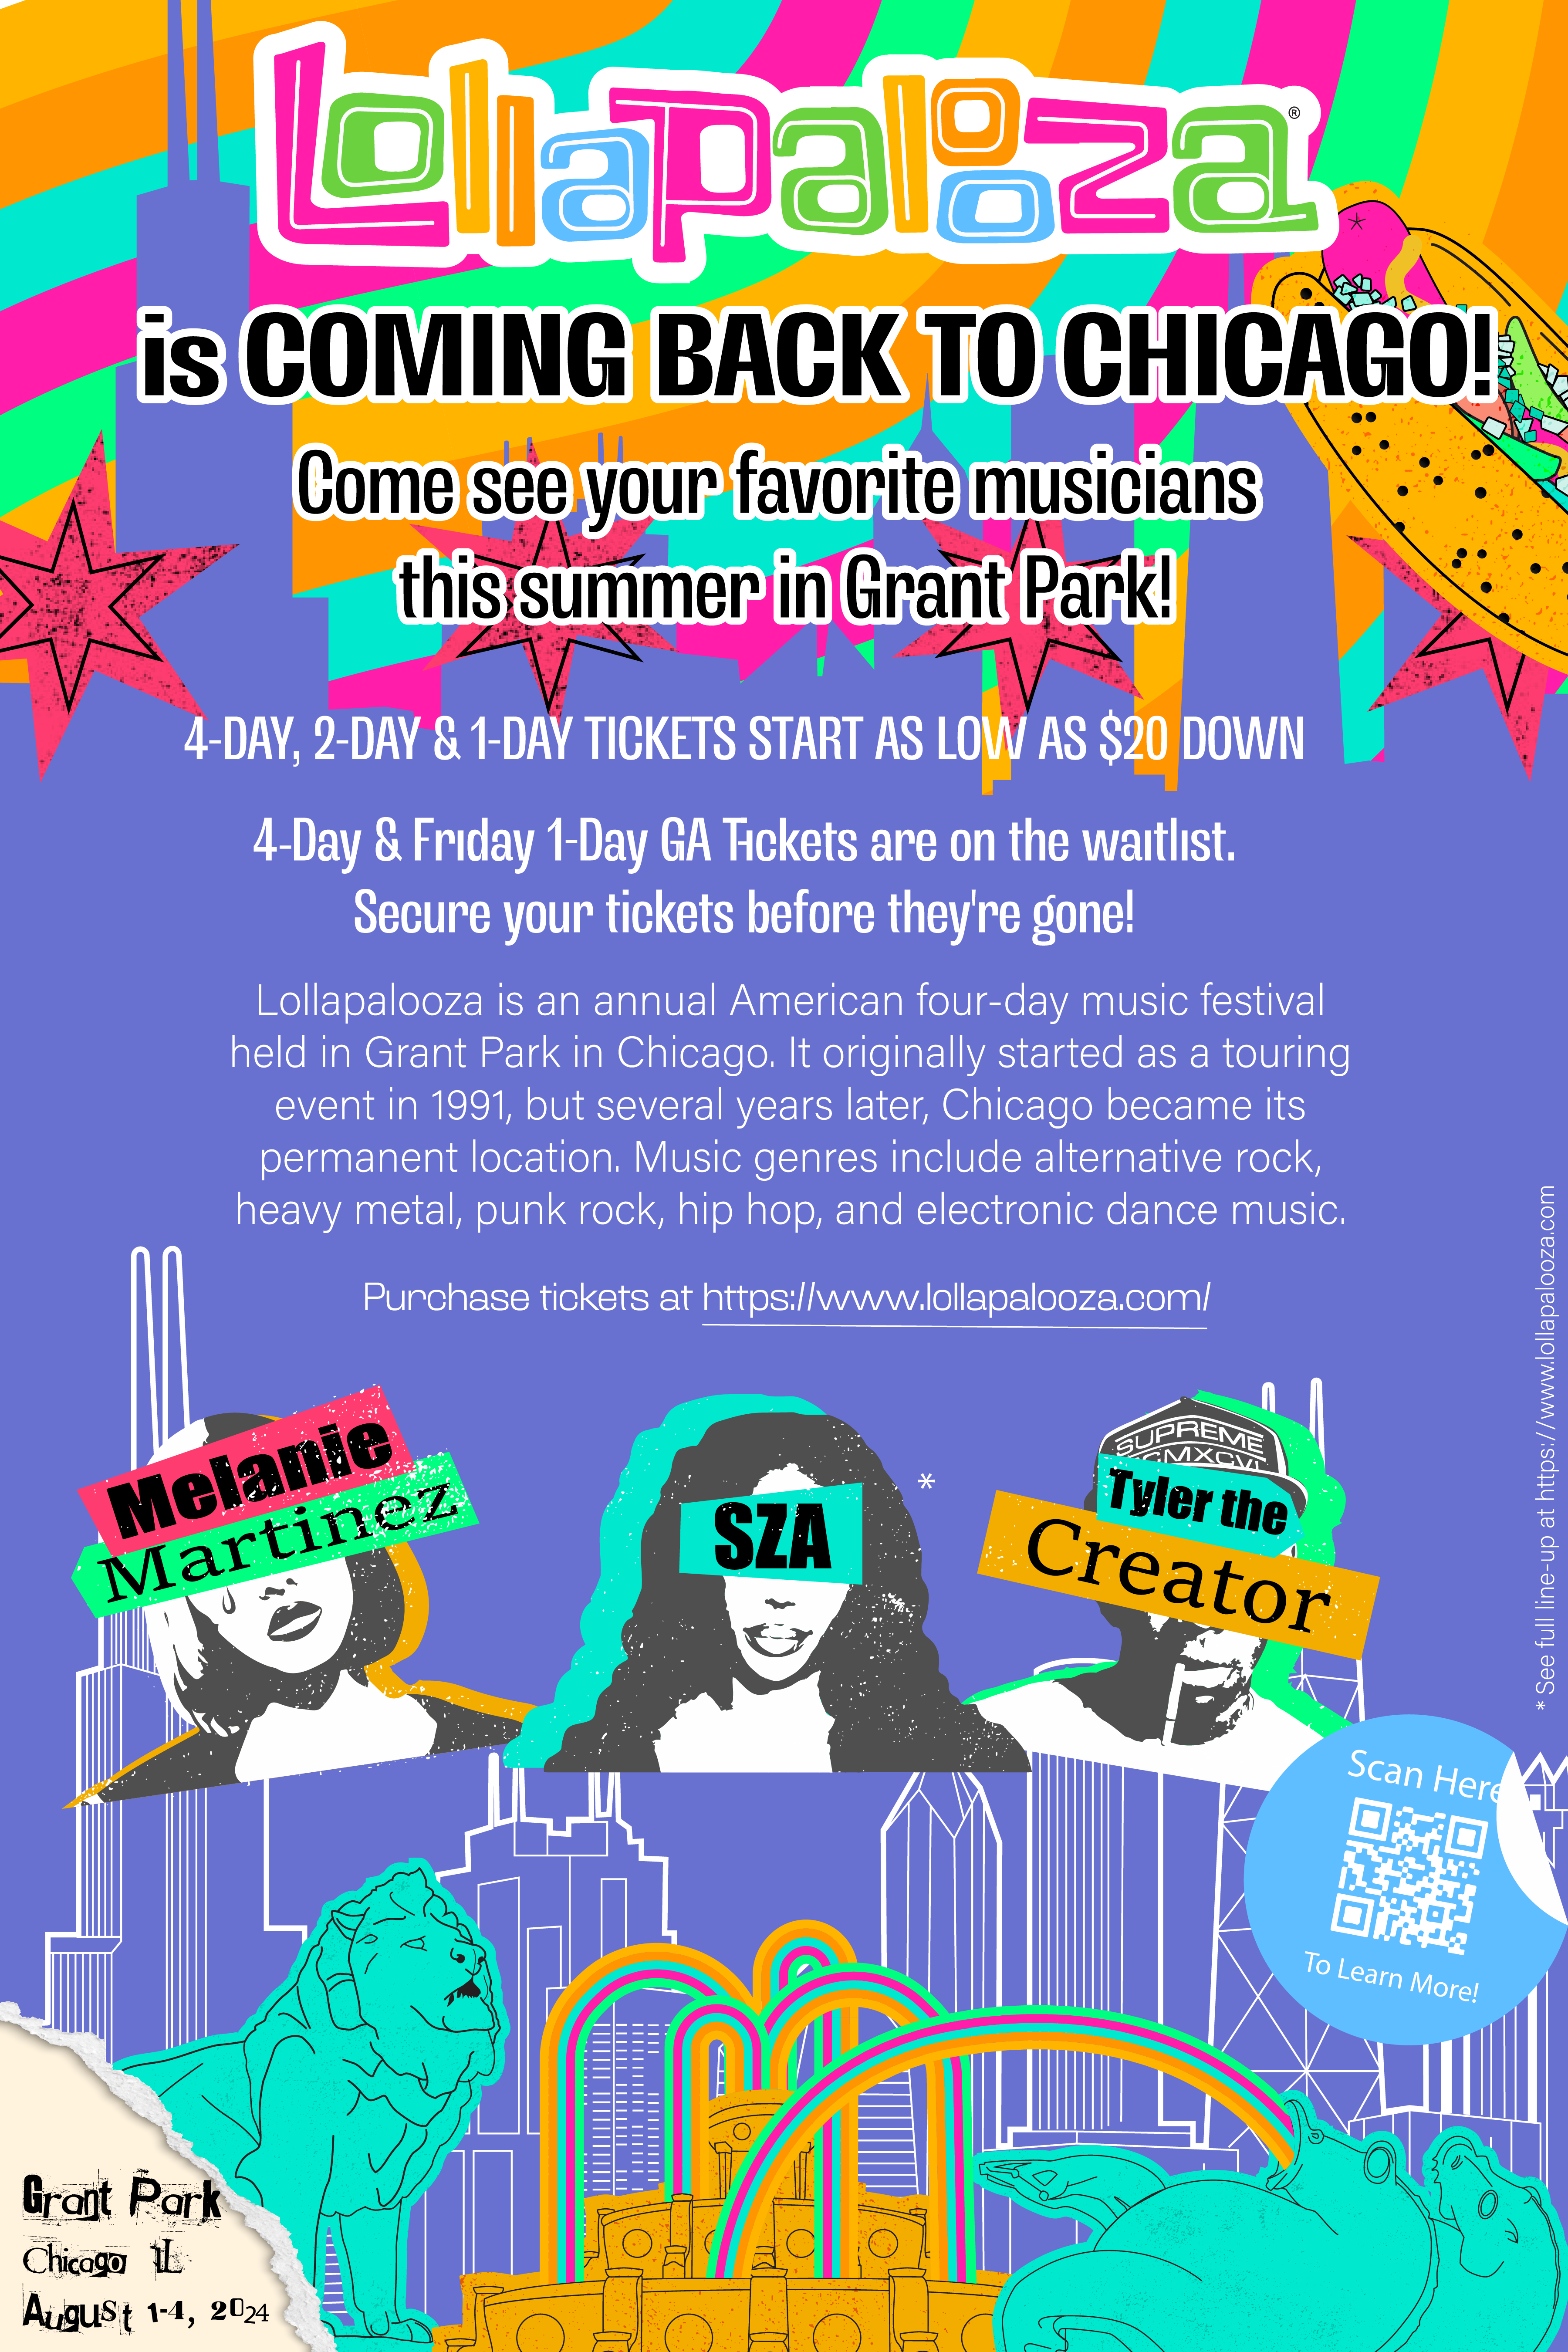 Lollapalooza®
is COMING BACK TO CHICAGO!
Come see your favorite musicians
this summer in Grant Park!
4-DAY, 2-DAY & 1-DAY TICKETS START AS LOW AS $20 DOWN
4-Day & Friday 1-Day GA Tickets are on the waitlist.
Secure your tickets before they're gone!
Lollapalooza is an annual American four-day music festival
held in Grant Park in Chicago. It originally started as a touring
event in 1991, but several years later, Chicago became its
permanent location. Music genres include alternative rock,
heavy metal, punk rock, hip hop, and electronic dance music.
Purchase tickets at https://www.lollapalooza.com/
* See full line-up at https://www.lollapalooza.com
Melanie
Martinez
SZA
*
SUPREME
CMXCVI
Tyler the
Creator
Scan Here
To Learn More!
Grant Park
Chicago IL
August 1-4, 2024